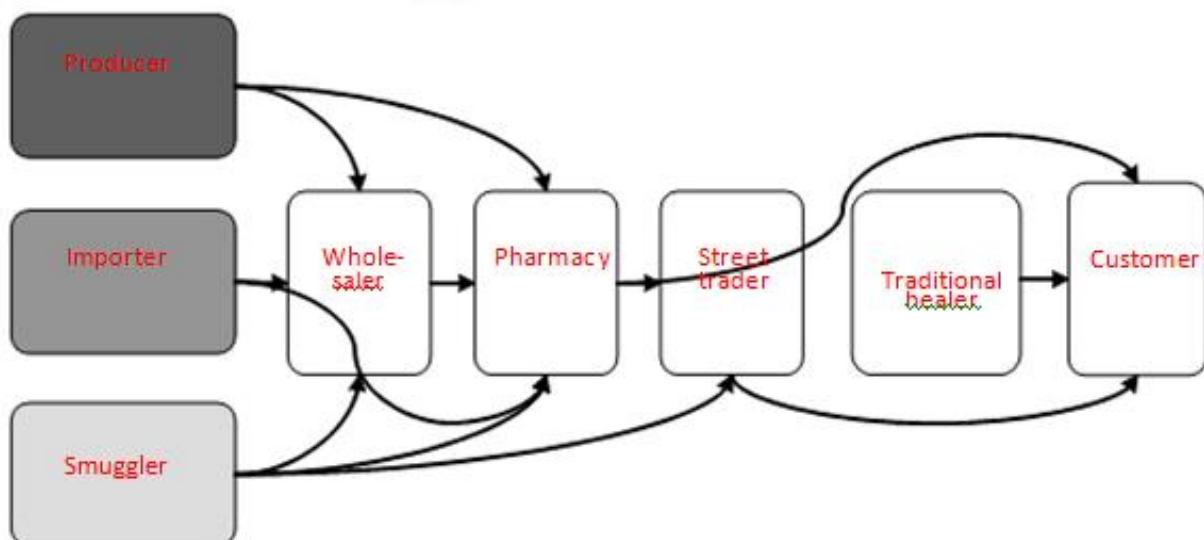 Producer
Importer
Whole-
saler
Pharmacy
Street
trader
Traditional
healer
Customer
Smuggler